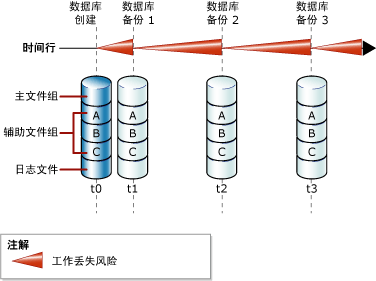 数据库 数据库 数据库 数据库
创建 备份 1 备份 2 备份 3
时间行
主文件组
A A A A
辅助文件组 B B B B
C C C C
日志文件
t0 t1 t2 t3
注解
工作丢失风险